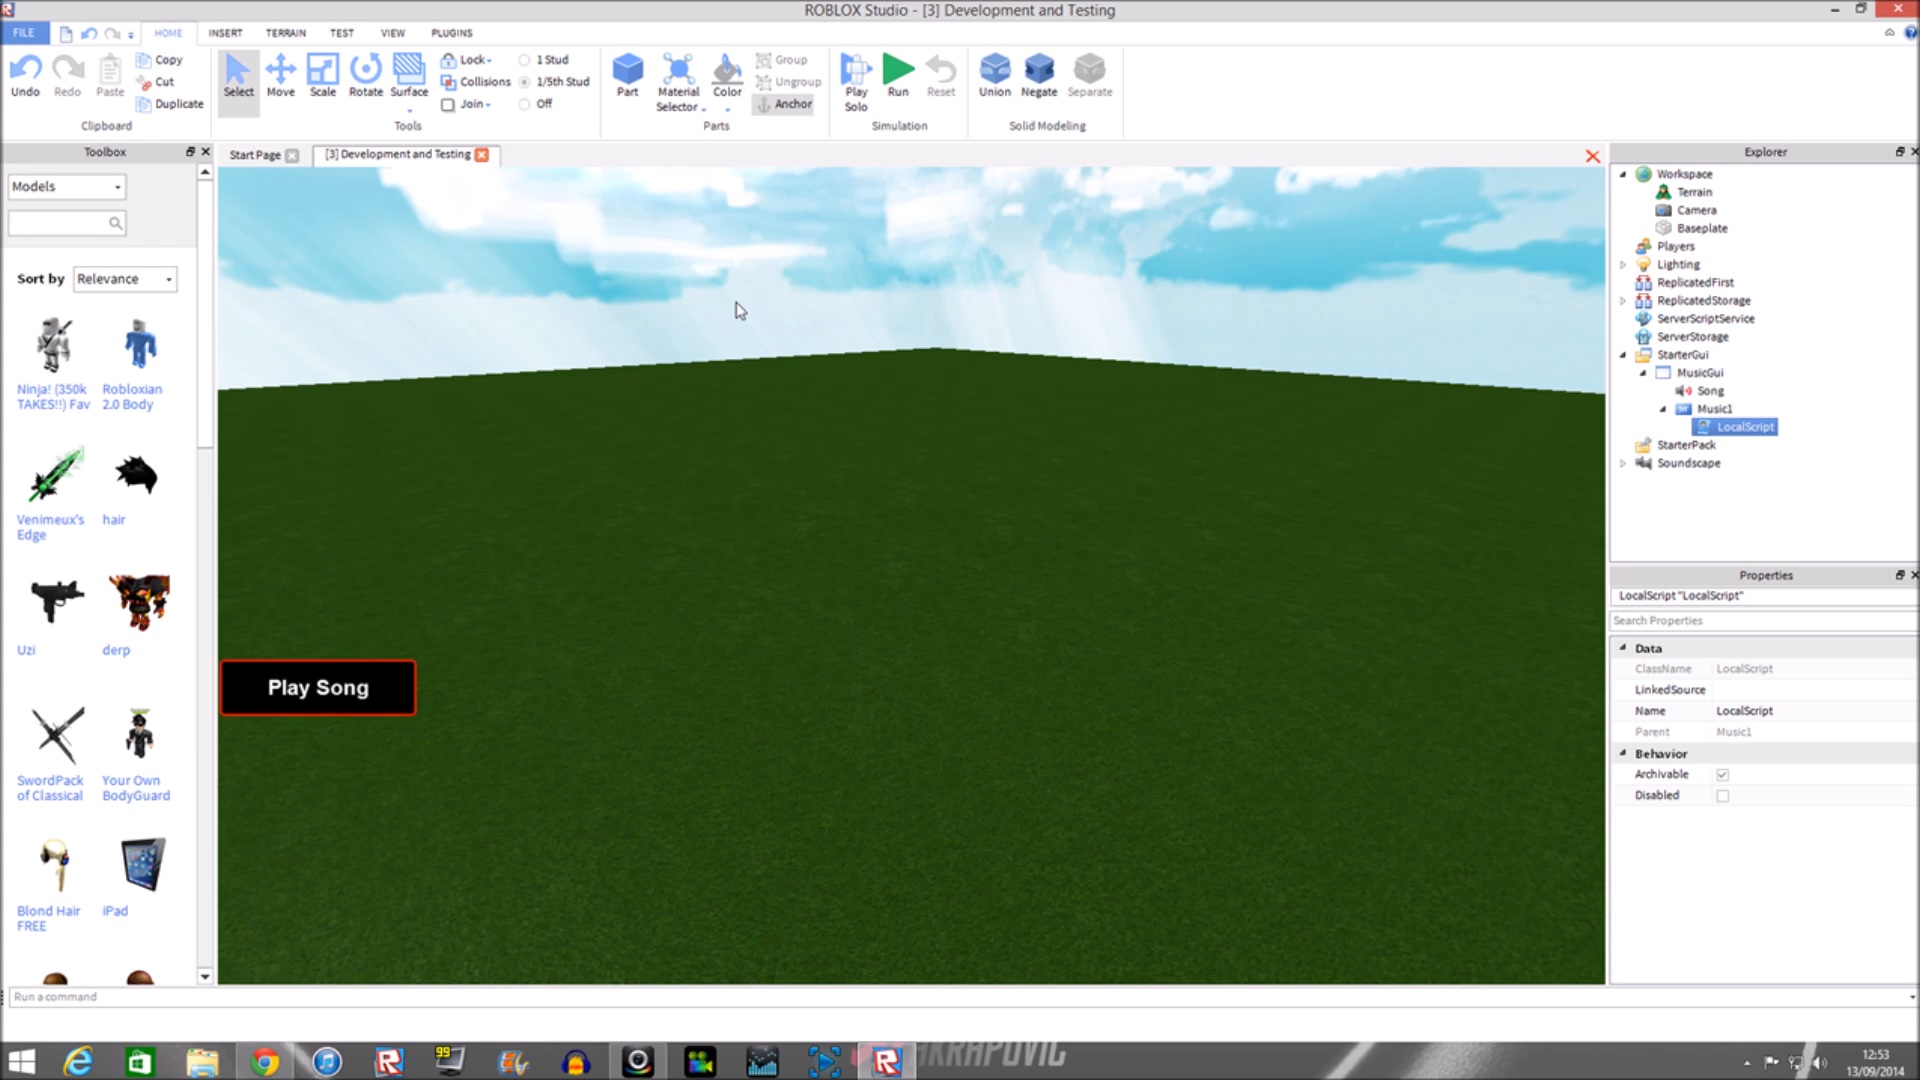 ROBLOX Studio - [3] Development and Testing
FILE
HOME
INSERT
TERRAIN
TEST
VIEW
PLUGINS
Undo
Redo
Paste
Copy
Cut
Duplicate
Clipboard
Select
Move
Scale
Rotate
Surface
Lock
Collisions
Join
1 Stud
1/5th Stud
Off
Tools
Part
Material
Selector
Color
Group
Ungroup
Anchor
Parts
Play
Solo
Run
Reset
Simulation
Union
Negate
Separate
Solid Modeling
Toolbox
Start Page
[3] Development and Testing
Models
Sort by
Relevance
Ninja! (350k
TAKES!!) Fav
Robloxian
2.0 Body
Venimeux's
Edge
hair
Uzi
derp
SwordPack
of Classical
Your Own
BodyGuard
Blond Hair
FREE
iPad
Play Song
Explorer
Workspace
Terrain
Camera
Baseplate
Players
Lighting
ReplicatedFirst
ReplicatedStorage
ServerScriptService
ServerStorage
StarterGui
MusicGui
Song
Music1
LocalScript
StarterPack
Soundscape
Properties
LocalScript "LocalScript"
Search Properties
Data
ClassName LocalScript
LinkedSource
Name LocalScript
Parent Music1
Behavior
Archivable
Disabled
Run a command
99
AKRAPOVIC
12:53
13/09/2014